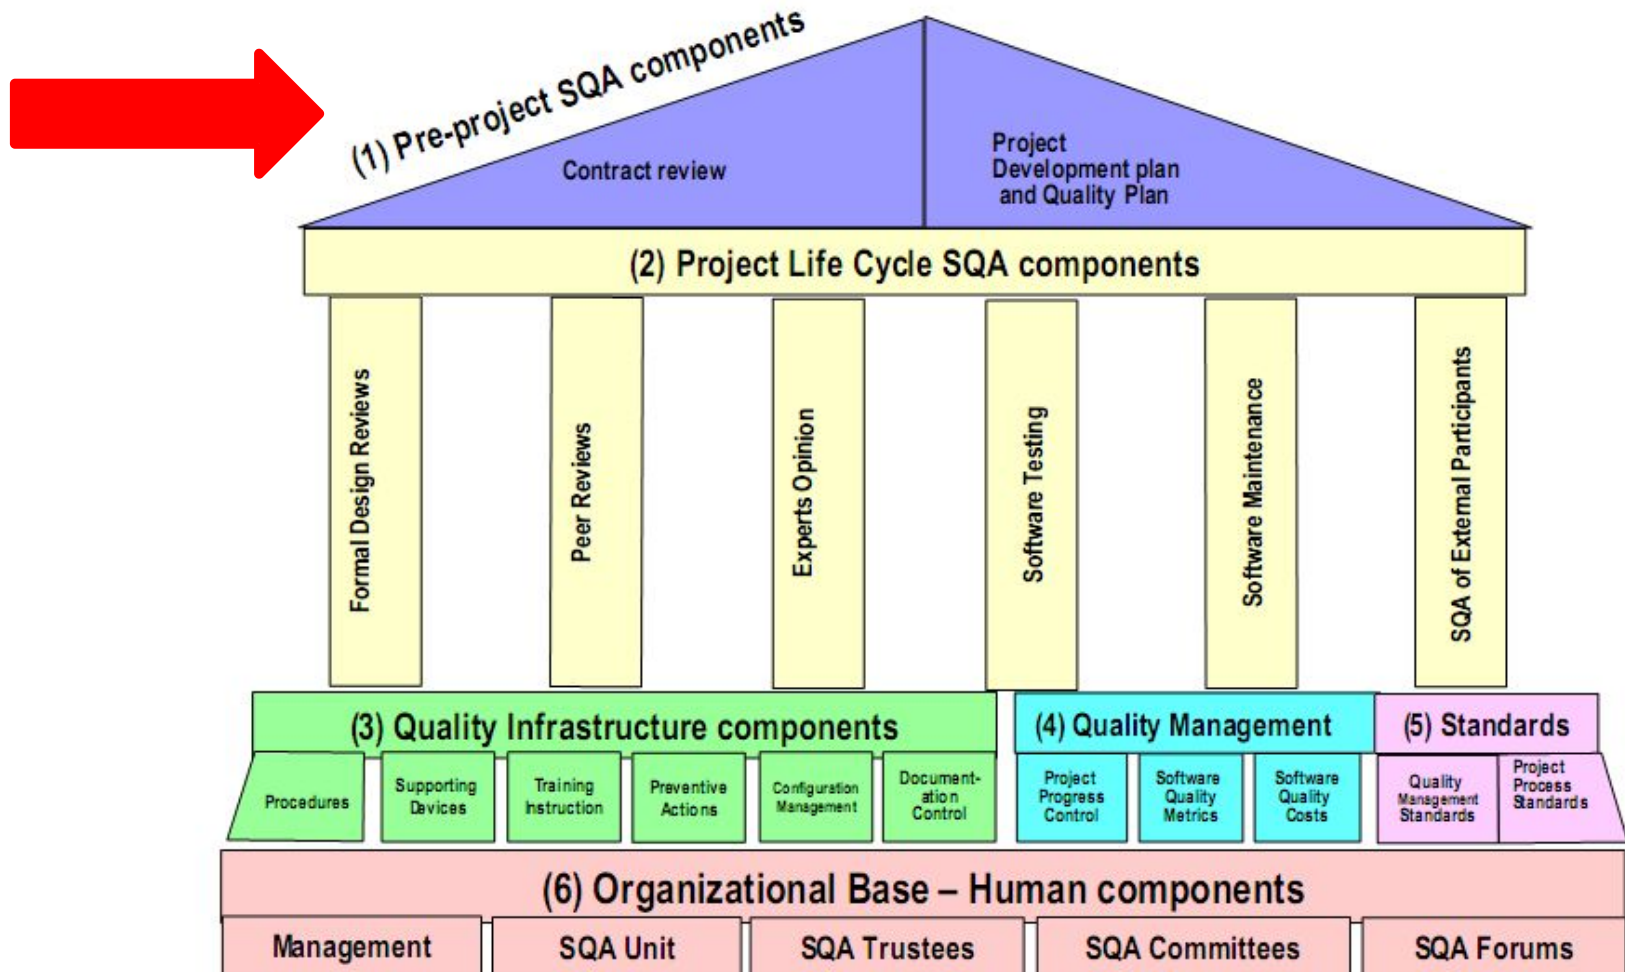 (1) Pre-project SQA components
Contract review
Project
Development plan
and Quality Plan
(2) Project Life Cycle SQA components
Formal Design Reviews
Peer Reviews
Experts Opinion
Software Testing
Software Maintenance
SQA of External Participants
(3) Quality Infrastructure components
(4) Quality Management
(5) Standards
Procedures
Supporting
Devices
Training
Instruction
Preventive
Actions
Configuration
Management
Document-
ation
Control
Project
Progress
Control
Software
Quality
Metrics
Software
Quality
Costs
Quality
Management
Standards
Project
Process
Standards
(6) Organizational Base – Human components
Management
SQA Unit
SQA Trustees
SQA Committees
SQA Forums